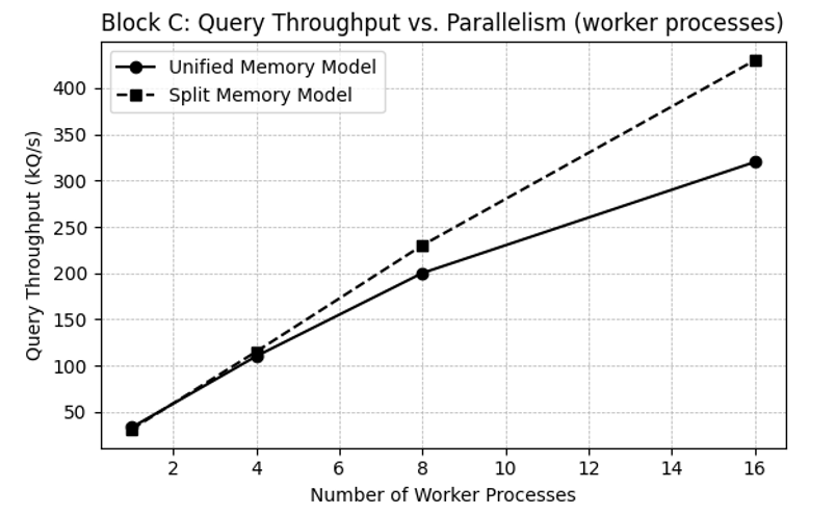 Block C: Query Throughput vs. Parallelism (worker processes)
Unified Memory Model
Split Memory Model
Query Throughput (kQ/s)
400
350
300
250
200
150
100
50
2 4 6 8 10 12 14 16
Number of Worker Processes